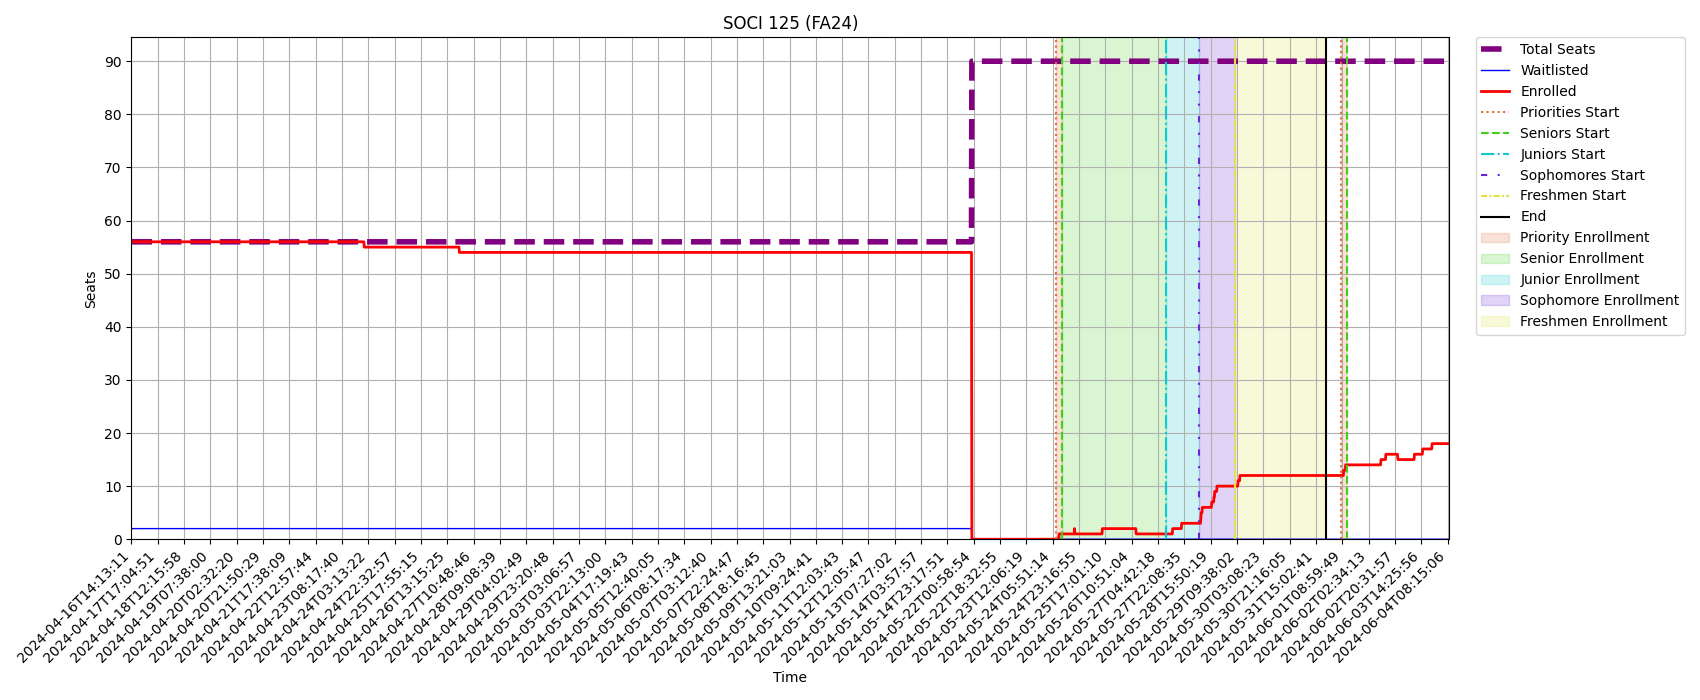 SOCI 125 (FA24)
Seats
90
80
70
60
50
40
30
20
10
0
2024-04-16T14:13:11
2024-04-17T17:04:51
2024-04-18T12:15:58
2024-04-19T07:38:00
2024-04-20T02:32:20
2024-04-20T21:50:29
2024-04-21T17:38:09
2024-04-22T12:57:44
2024-04-23T08:17:40
2024-04-24T03:13:22
2024-04-24T22:32:57
2024-04-25T17:55:15
2024-04-26T13:15:25
2024-04-27T10:48:46
2024-04-28T09:08:39
2024-04-29T04:02:49
2024-04-29T23:20:48
2024-05-03T03:06:57
2024-05-03T22:13:00
2024-05-04T17:19:43
2024-05-05T12:40:05
2024-05-06T08:17:34
2024-05-07T03:12:40
2024-05-07T22:24:47
2024-05-08T18:16:45
2024-05-09T13:21:03
2024-05-10T09:24:41
2024-05-11T12:03:43
2024-05-12T12:05:47
2024-05-13T07:27:02
2024-05-14T03:57:57
2024-05-14T23:17:51
2024-05-22T00:58:54
2024-05-22T18:32:55
2024-05-23T12:06:19
2024-05-24T05:51:14
2024-05-24T23:16:55
2024-05-25T17:01:10
2024-05-26T10:51:04
2024-05-27T04:42:18
2024-05-27T22:08:35
2024-05-28T15:50:19
2024-05-29T09:38:02
2024-05-30T03:08:23
2024-05-30T21:16:05
2024-05-31T15:02:41
2024-06-01T08:59:49
2024-06-02T02:34:13
2024-06-02T20:31:57
2024-06-03T14:25:56
2024-06-04T08:15:06
Time
Total Seats
Waitlisted
Enrolled
Priorities Start
Seniors Start
Juniors Start
Sophomores Start
Freshmen Start
End
Priority Enrollment
Senior Enrollment
Junior Enrollment
Sophomore Enrollment
Freshmen Enrollment